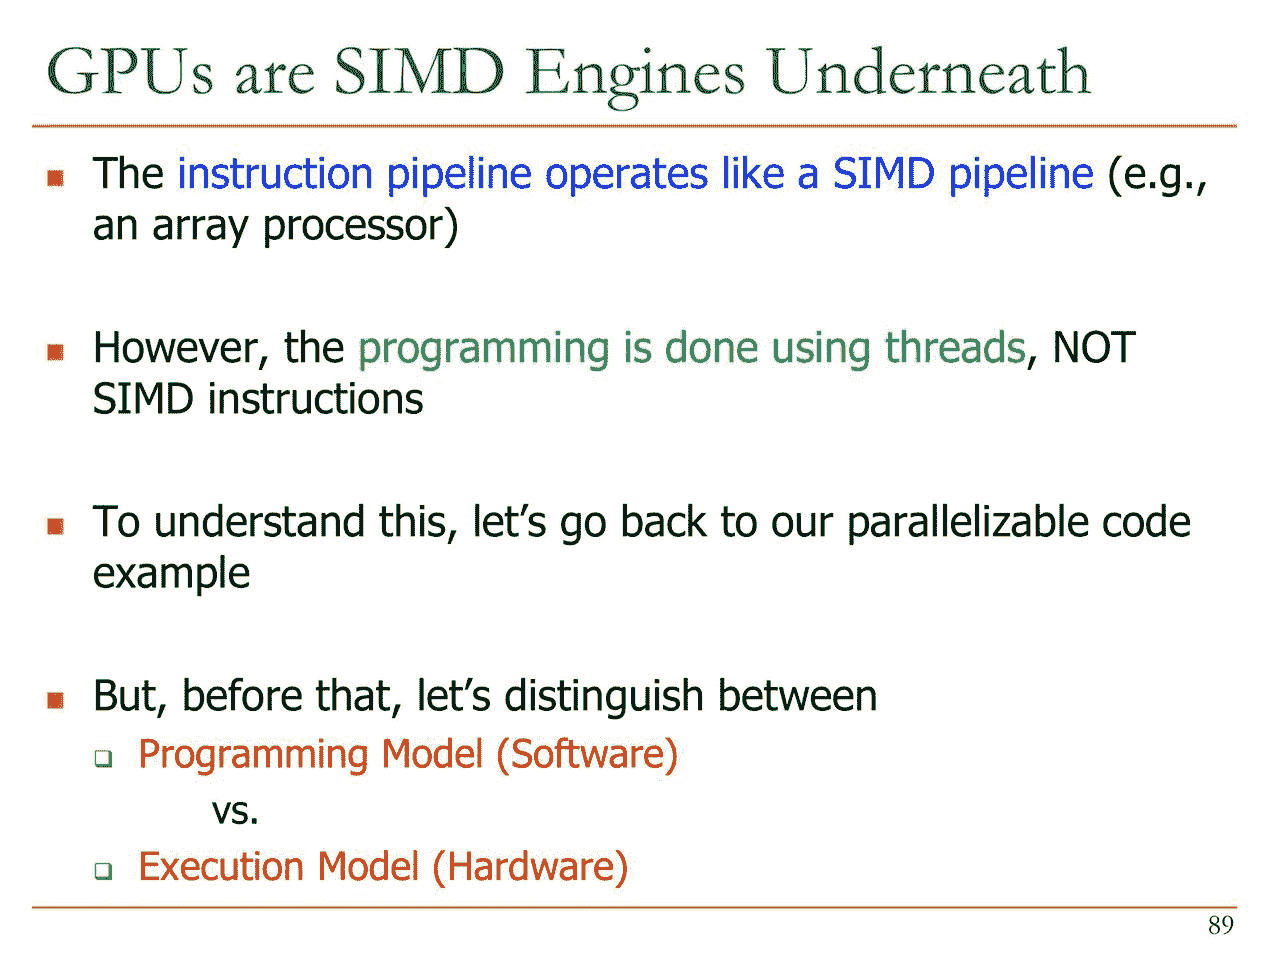 GPUs are SIMD Engines Underneath
The instruction pipeline operates like a SIMD pipeline (e.g.,
an array processor)
However, the programming is done using threads, NOT
SIMD instructions
To understand this, let’s go back to our parallelizable code
example
But, before that, let’s distinguish between
Programming Model (Software)
vs.
Execution Model (Hardware)
89